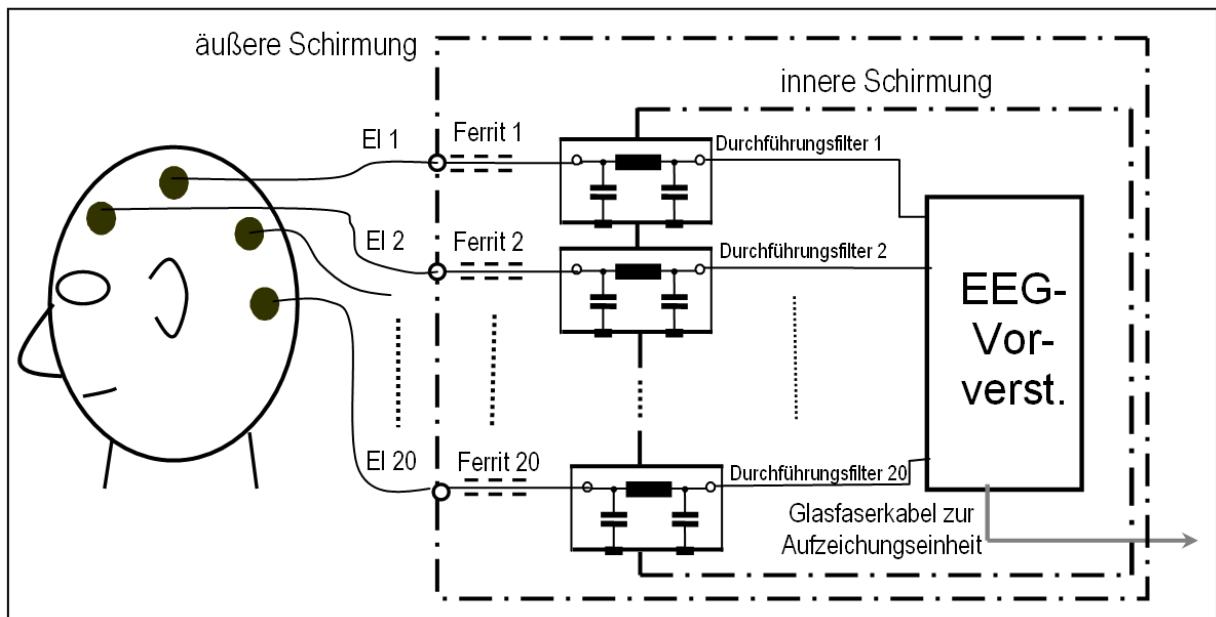 äußere Schirmung
innere Schirmung
El 1
Ferrit 1
Durchführungsfilter 1
El 2
Ferrit 2
Durchführungsfilter 2
EEG-
Vor-
verst.
El 20
Ferrit 20
Durchführungsfilter 20
Glasfaserkabel zur
Aufzeichungseinheit